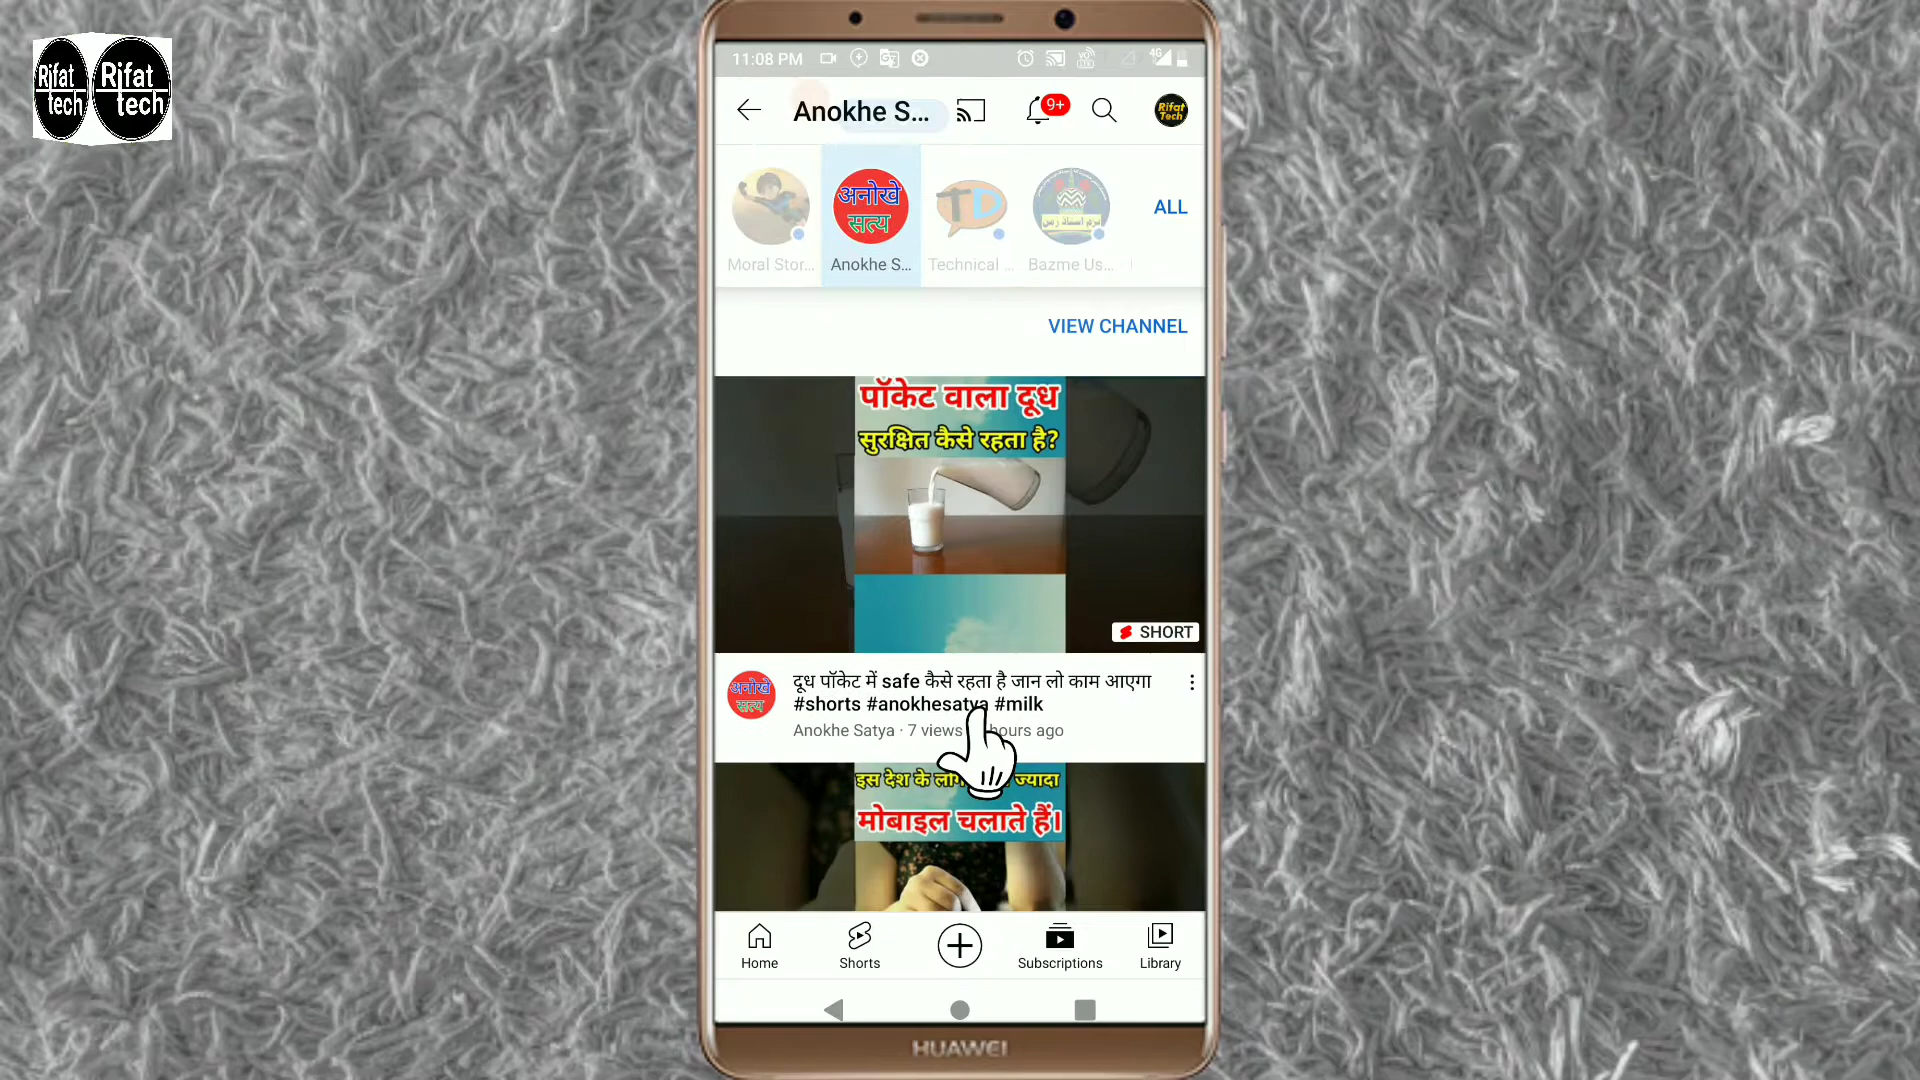 Rifat
tech
Rifat
tech
11:08 PM
4G
Anokhe S...
9+
Rifat
Tech
अनोखे
सत्य
TD
ALL
Moral Stor...
Anokhe S...
Technical ...
Bazme Us...
VIEW CHANNEL
पॉकेट वाला दूध
सुरक्षित कैसे रहता है?
SHORT
अनोखे
सत्य
दूध पॉकेट में safe कैसे रहता है जान लो काम आएगा
#shorts #anokhesatya #milk
Anokhe Satya · 7 views
hours ago
इस देश के
ज्यादा
मोबाइल चलाते हैं।
Home
Shorts
Subscriptions
Library
HUAWEI